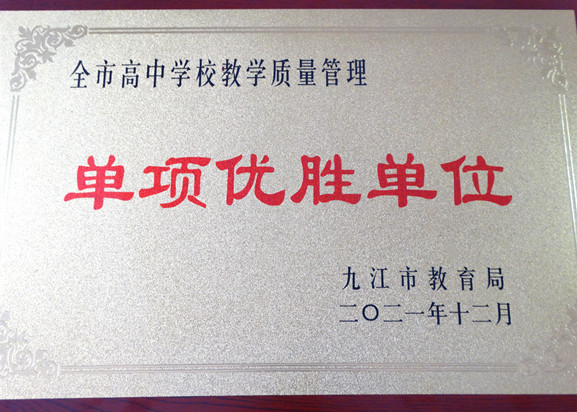 全市高中学校教学质量管理
单项优胜单位
九江市教育局
二〇二一年十二月